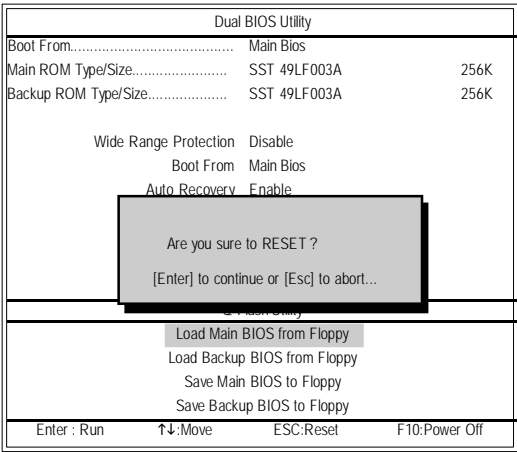 Dual BIOS Utility
Boot From......................................... Main Bios
Main ROM Type/Size........................ SST 49LF003A 256K
Backup ROM Type/Size.................... SST 49LF003A 256K
Wide Range Protection Disable
Boot From Main Bios
Auto Recovery Enable
Are you sure to RESET ?
[Enter] to continue or [Esc] to abort...
Utility
Load Main BIOS from Floppy
Load Backup BIOS from Floppy
Save Main BIOS to Floppy
Save Backup BIOS to Floppy
Enter : Run ↑↓:Move ESC:Reset F10:Power Off